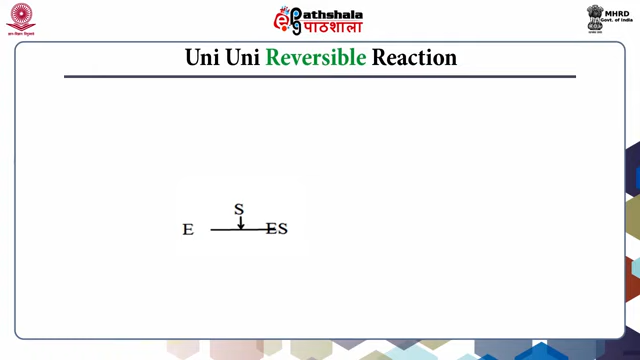 ePathshala
पाठशाला
MHRD
Govt. of India
Uni Uni Reversible Reaction
S
E ES